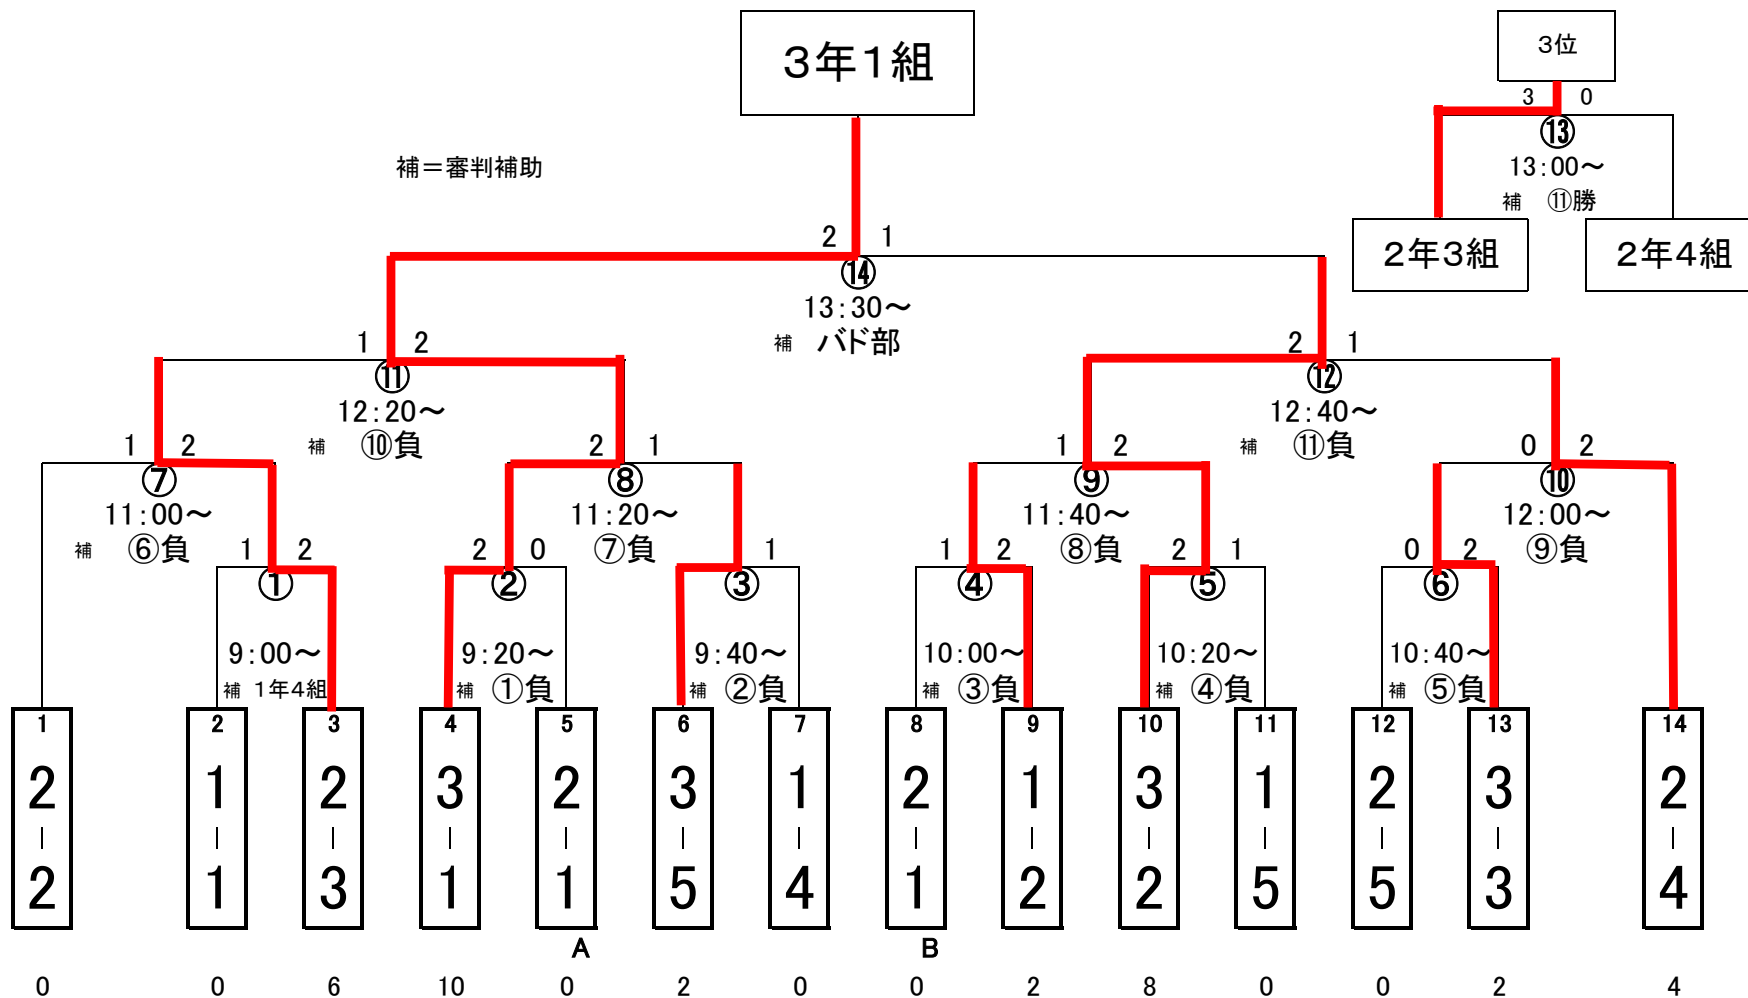 3年1組
3位
3 0
⑬
13:00～
補 ⑪勝
2年3組 2年4組
補＝審判補助
2 1
⑭
13:30～
補 バド部
1 2
⑪
12:20～
補 ⑩負
2 1
⑫
12:40～
補 ⑪負
1 2
⑦
11:00～
補 ⑥負
2 1
⑧
11:20～
⑦負
1 2
⑨
11:40～
⑧負
0 2
⑩
12:00～
⑨負
1 2
①
9:00～
補 1年4組
2 0
②
9:20～
補 ①負
1
③
9:40～
補 ②負
1 2
④
10:00～
補 ③負
2 1
⑤
10:20～
補 ④負
0 2
⑥
10:40～
補 ⑤負
1 2 3 4 5 6 7 8 9 10 11 12 13 14
2 1 2 3 2 3 1 2 1 3 1 2 3 2
| | | | | | | | | | | | | |
2 1 3 1 1 5 4 1 2 2 5 5 3 4
A B
0 0 6 10 0 2 0 0 2 8 0 0 2 4